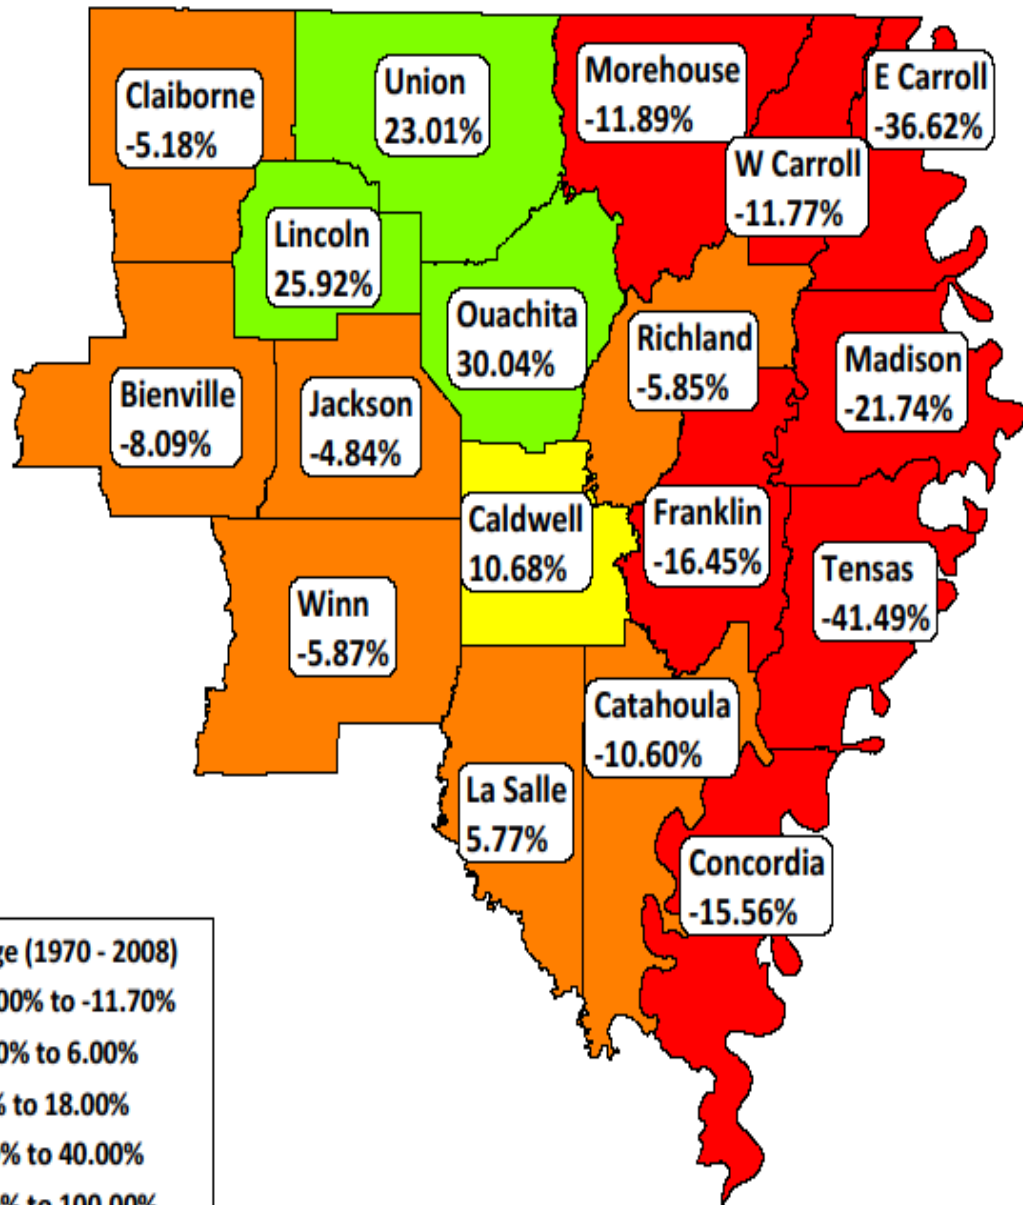 Claiborne
-5.18%
Union
23.01%
Morehouse
-11.89%
E Carroll
-36.62%
W Carroll
-11.77%
Lincoln
25.92%
Ouachita
30.04%
Richland
-5.85%
Madison
-21.74%
Bienville
-8.09%
Jackson
-4.84%
Caldwell
10.68%
Franklin
-16.45%
Tensas
-41.49%
Winn
-5.87%
Catahoula
-10.60%
La Salle
5.77%
Concordia
-15.56%
(1970 - 2008)
to -11.70%
to 6.00%
to 18.00%
to 40.00%
to 100.00%